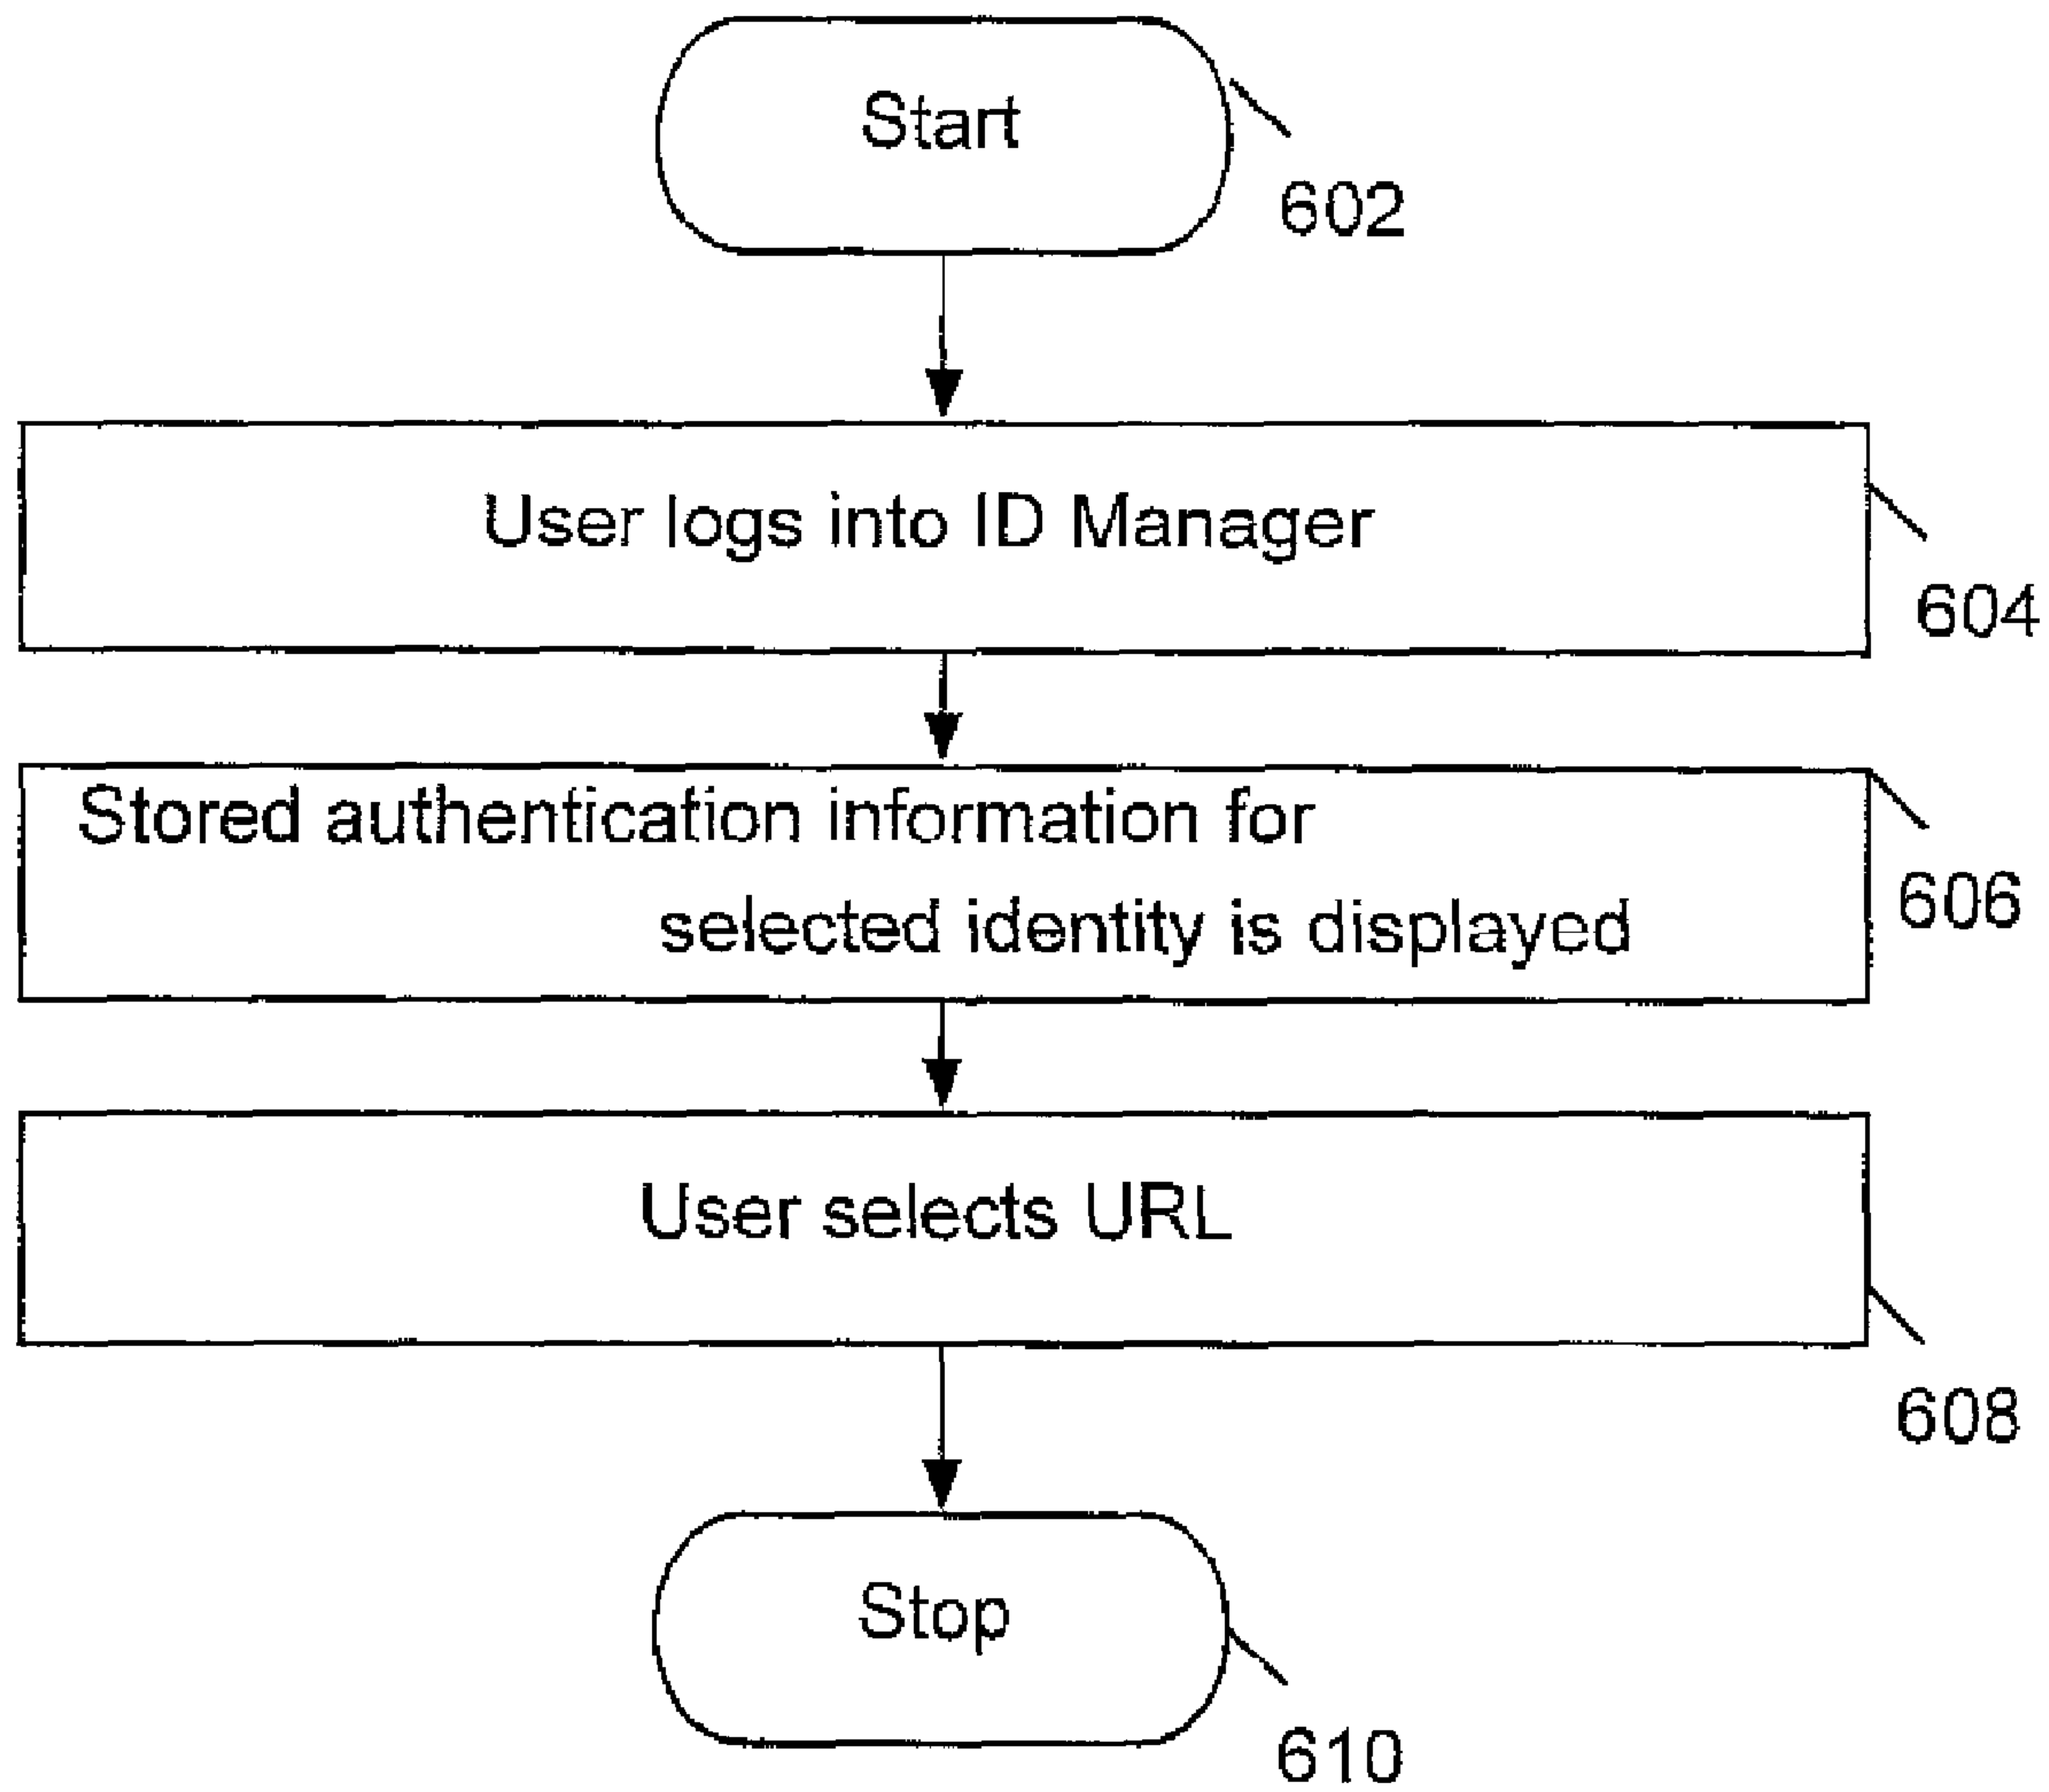 Start
602
User logs into ID Manager
604
Stored authentication information for
selected identity is displayed
606
User selects URL
608
Stop
610